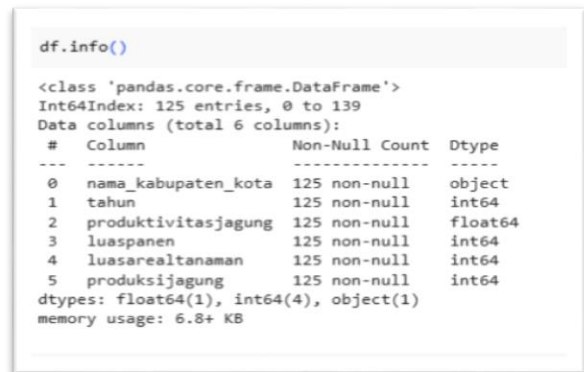 df.info()
<class 'pandas.core.frame.DataFrame'>
Int64Index: 125 entries, 0 to 139
Data columns (total 6 columns):
 #   Column               Non-Null Count  Dtype
---  ------               --------------  -----
 0   nama_kabupaten_kota  125 non-null    object
 1   tahun                125 non-null    int64
 2   produktivitasjagung  125 non-null    float64
 3   luaspanen            125 non-null    int64
 4   luasarealtanaman     125 non-null    int64
 5   produksijagung       125 non-null    int64
dtypes: float64(1), int64(4), object(1)
memory usage: 6.8+ KB